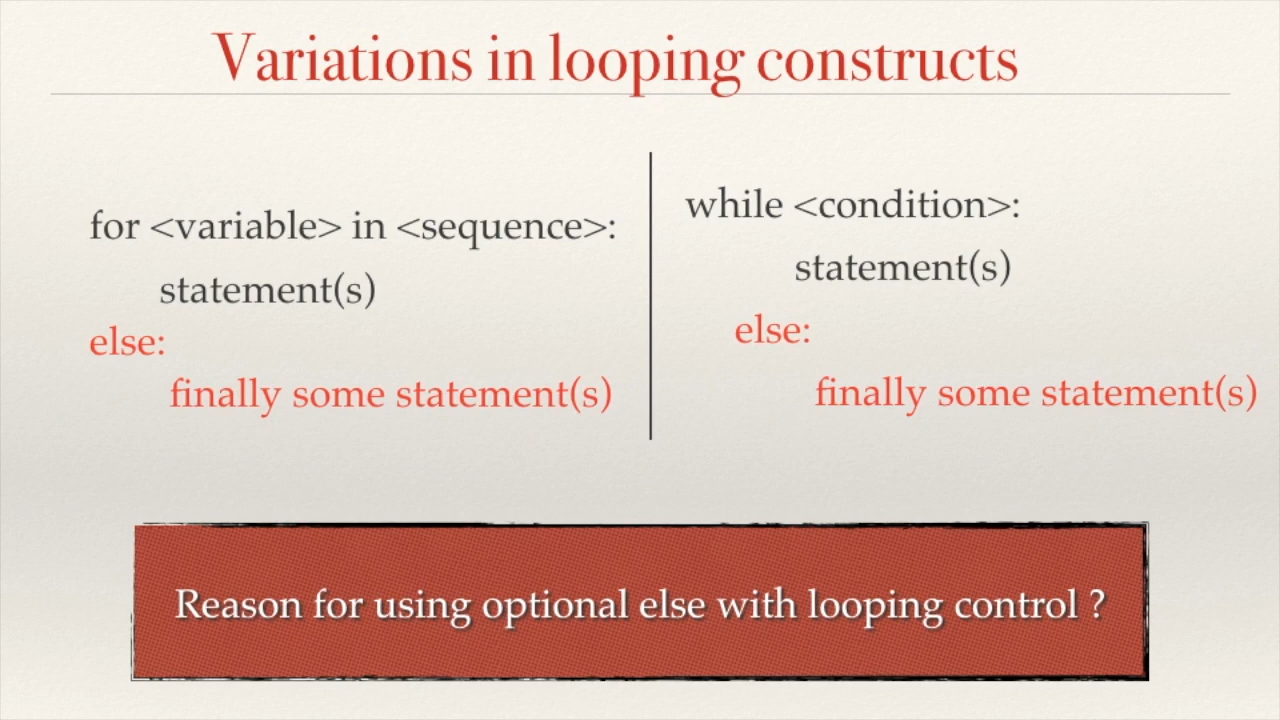 Variations in looping constructs
for <variable> in <sequence>:
statement(s)
else:
finally some statement(s)
while <condition>:
statement(s)
else:
finally some statement(s)
Reason for using optional else with looping control ?